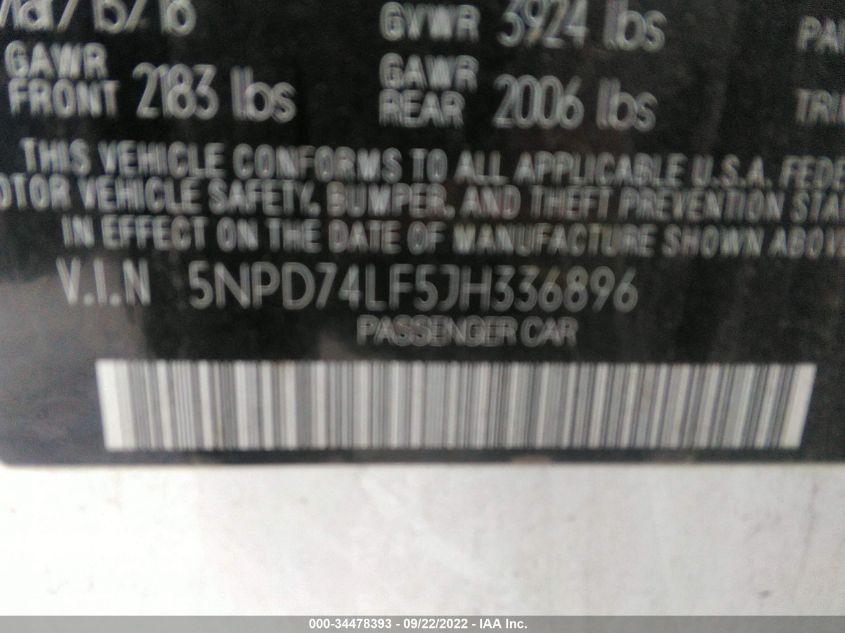 GVWR 3924 lbs PA
GAWR FRONT 2183 lbs GAWR REAR 2006 lbs TRI
THIS VEHICLE CONFORMS TO ALL APPLICABLE U.S.A. FEDE
OTOR VEHICLE SAFETY, BUMPER, AND THEFT PREVENTION STA
IN EFFECT ON THE DATE OF MANUFACTURE SHOWN ABOV
V.I.N 5NPD74LF5JH336896
PASSENGER CAR
000-34478393 - 09/22/2022 - IAA Inc.